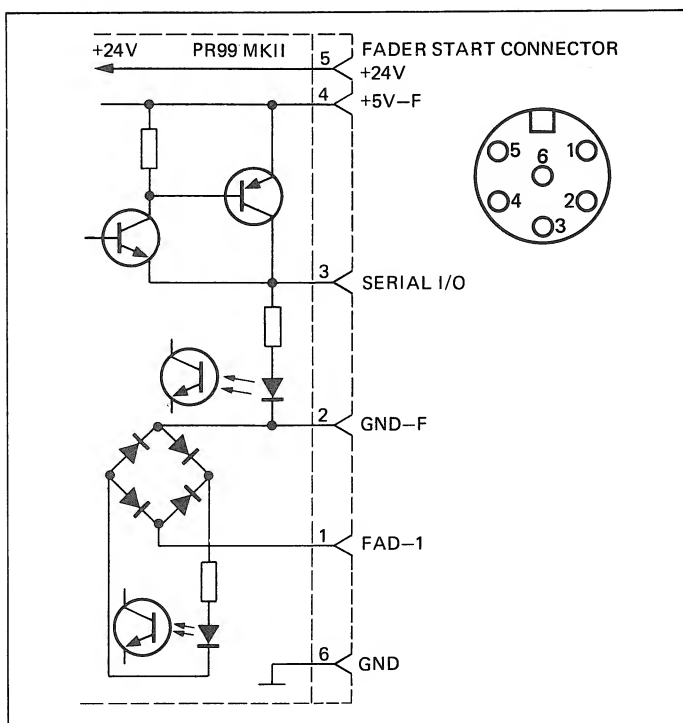 +24V PR99 MKII 5 FADER START CONNECTOR
+24V
4 +5V–F
3 SERIAL I/O
2 GND–F
1 FAD–1
6 GND
5 6 1
4 2
3